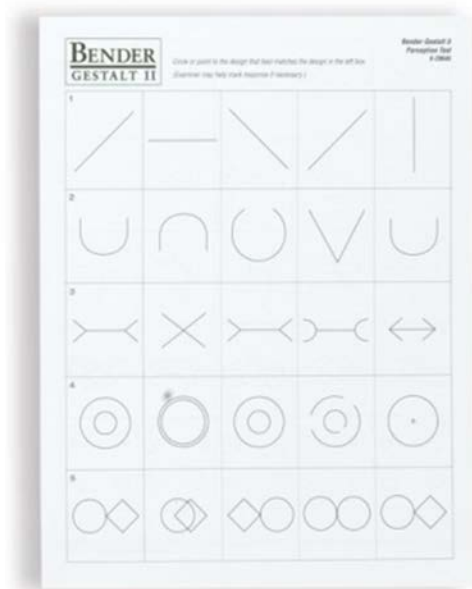 BENDER
GESTALT II
Circle or point to the design that best matches the design in the left box.
(Examiner may help mark response if necessary.)
Bender-Gestalt II
Perception Test
1
2
3
4
5